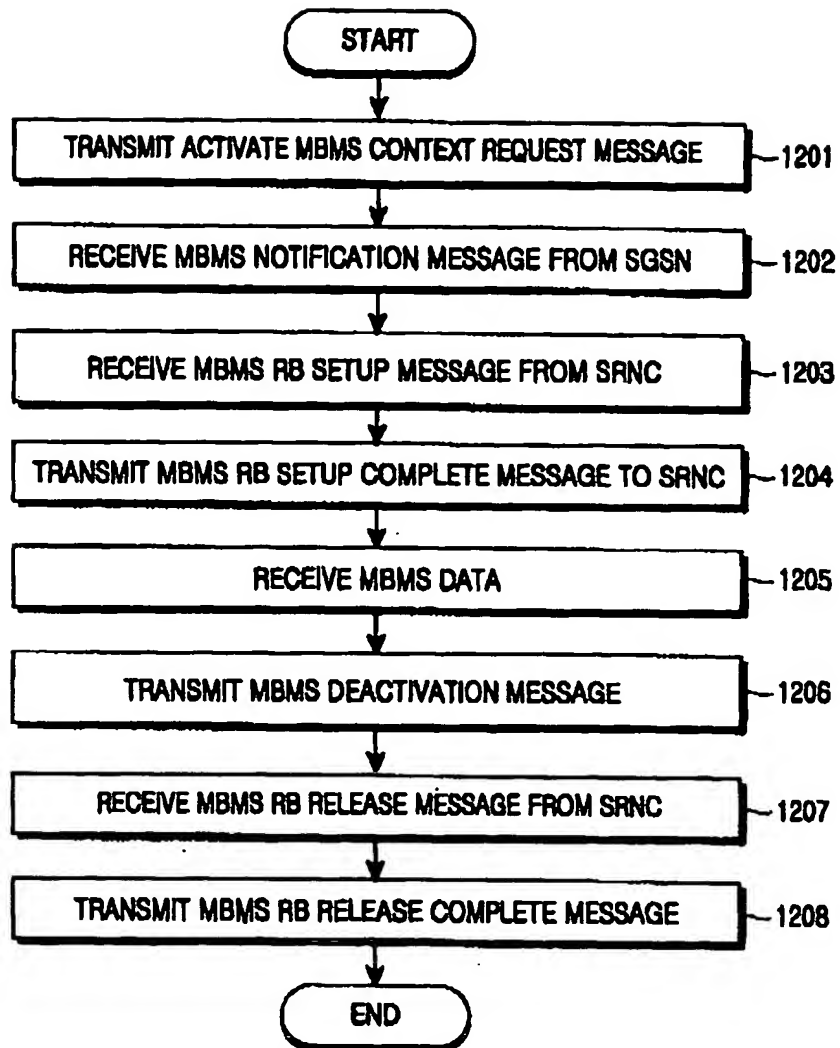 START
TRANSMIT ACTIVATE MBMS CONTEXT REQUEST MESSAGE 1201
RECEIVE MBMS NOTIFICATION MESSAGE FROM SGSN 1202
RECEIVE MBMS RB SETUP MESSAGE FROM SRNC 1203
TRANSMIT MBMS RB SETUP COMPLETE MESSAGE TO SRNC 1204
RECEIVE MBMS DATA 1205
TRANSMIT MBMS DEACTIVATION MESSAGE 1206
RECEIVE MBMS RB RELEASE MESSAGE FROM SRNC 1207
TRANSMIT MBMS RB RELEASE COMPLETE MESSAGE 1208
END